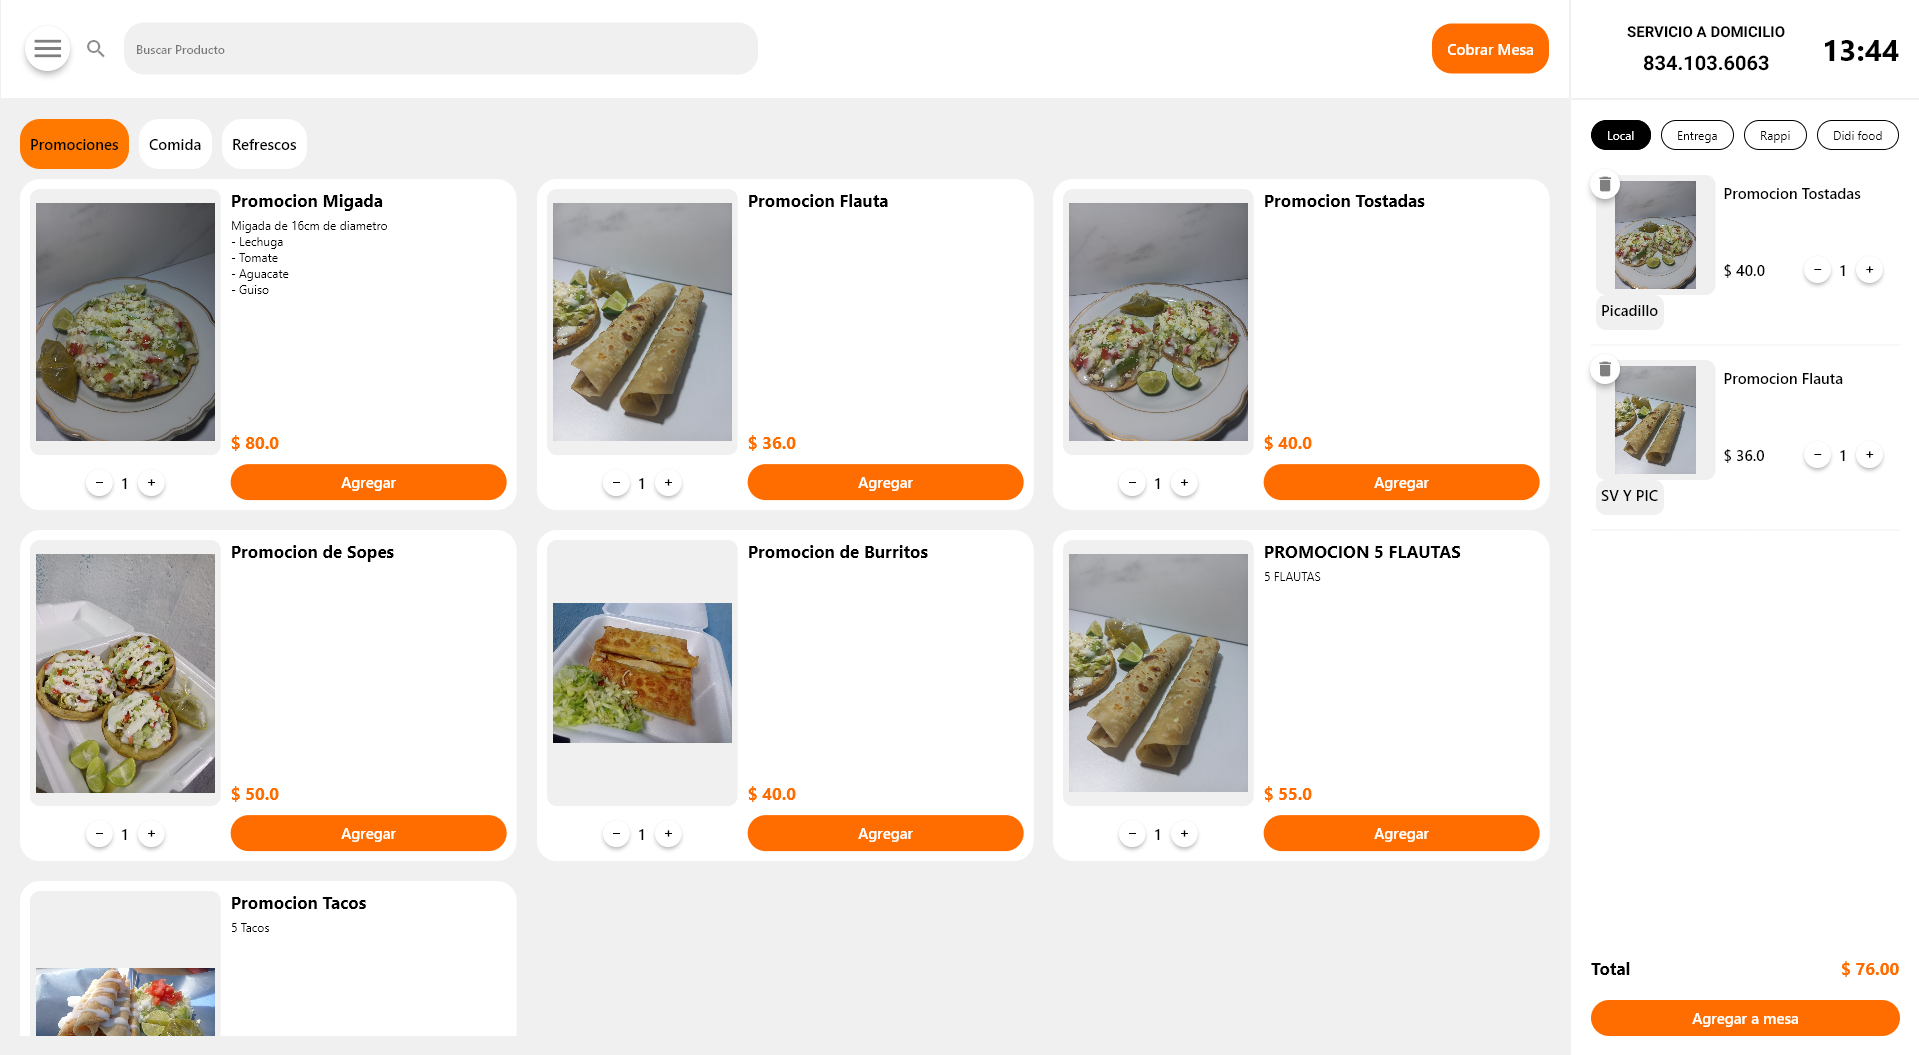 Buscar Producto
Cobrar Mesa
SERVICIO A DOMICILIO
834.103.6063
13:44
Promociones
Comida
Refrescos
Promocion Migada
Migada de 16cm de diametro
- Lechuga
- Tomate
- Aguacate
- Guiso
$ 80.0
− 1 +
Agregar
Promocion Flauta
$ 36.0
− 1 +
Agregar
Promocion Tostadas
$ 40.0
− 1 +
Agregar
Promocion de Sopes
$ 50.0
− 1 +
Agregar
Promocion de Burritos
$ 40.0
− 1 +
Agregar
PROMOCION 5 FLAUTAS
5 FLAUTAS
$ 55.0
− 1 +
Agregar
Promocion Tacos
5 Tacos
Local
Entrega
Rappi
Didi food
Promocion Tostadas
$ 40.0
− 1 +
Picadillo
Promocion Flauta
$ 36.0
− 1 +
SV Y PIC
Total
$ 76.00
Agregar a mesa